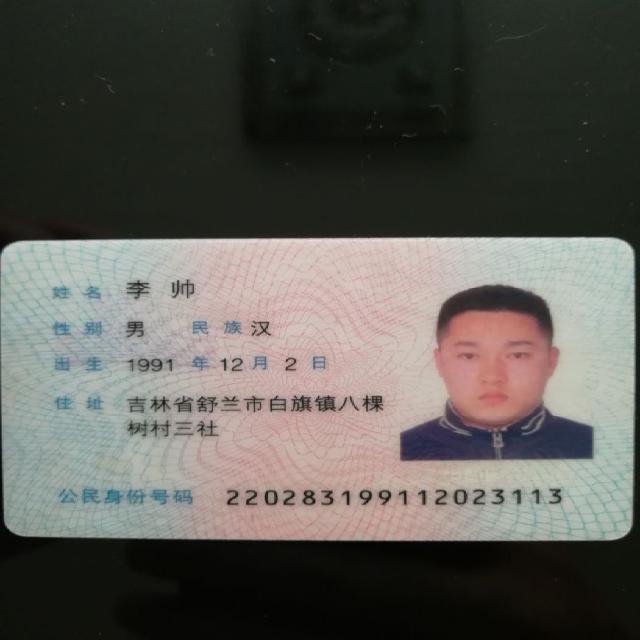 姓名 李帅
性别 男 民族 汉
出生 1991 年 12 月 2 日
住址 吉林省舒兰市白旗镇八棵
树村三社
公民身份号码 220283199112023113